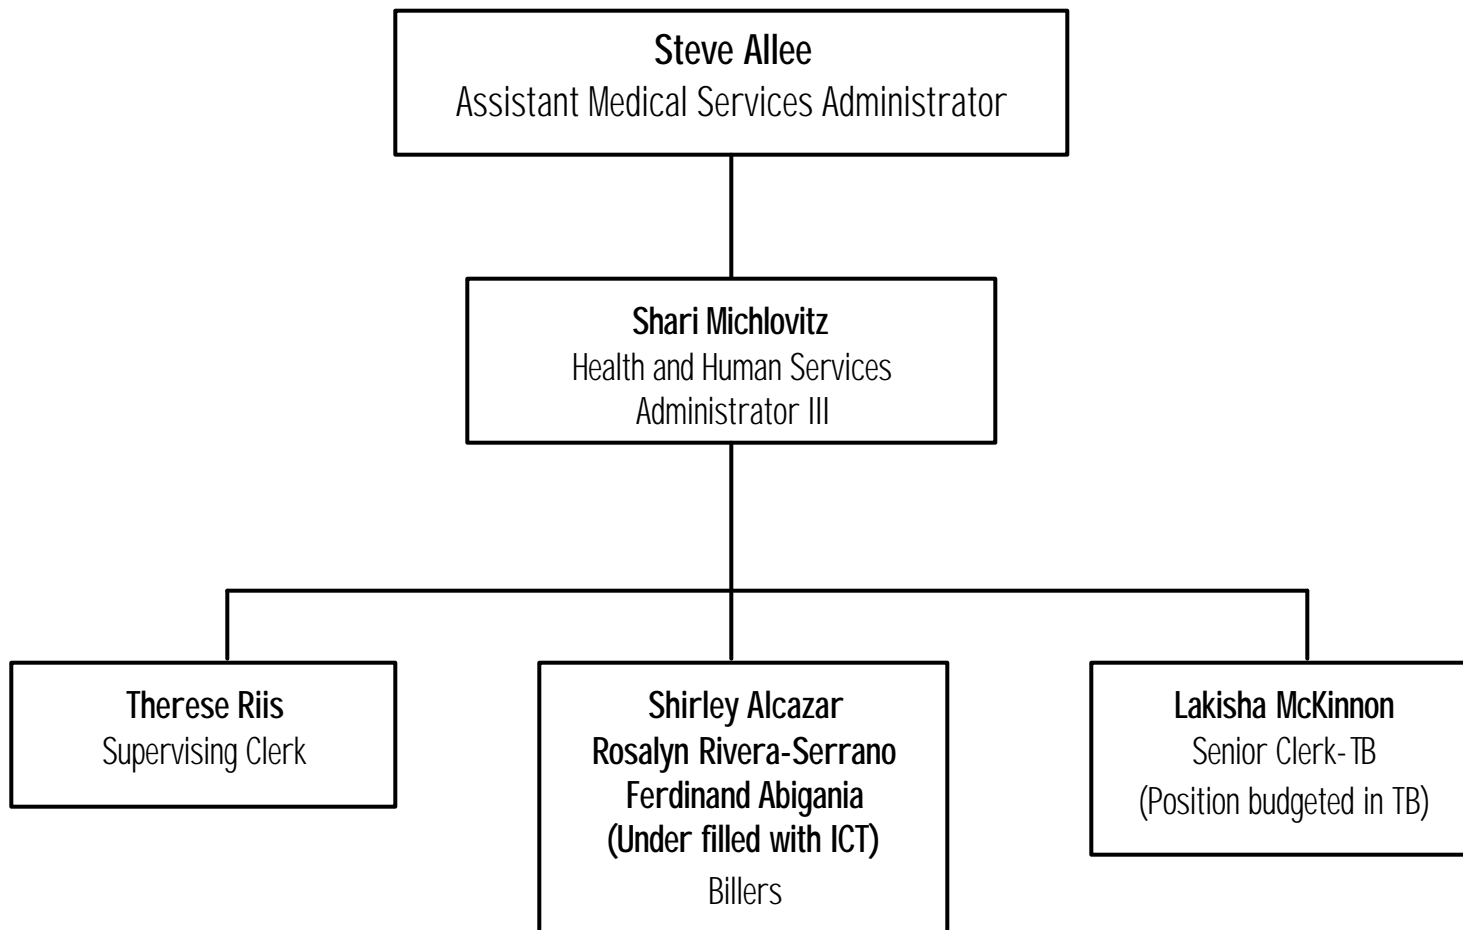 Steve Allee
Assistant Medical Services Administrator
Shari Michlovitz
Health and Human Services
Administrator III
Therese Riis
Supervising Clerk
Shirley Alcazar
Rosalyn Rivera-Serrano
Ferdinand Abigania
(Under filled with ICT)
Billers
Lakisha McKinnon
Senior Clerk-TB
(Position budgeted in TB)